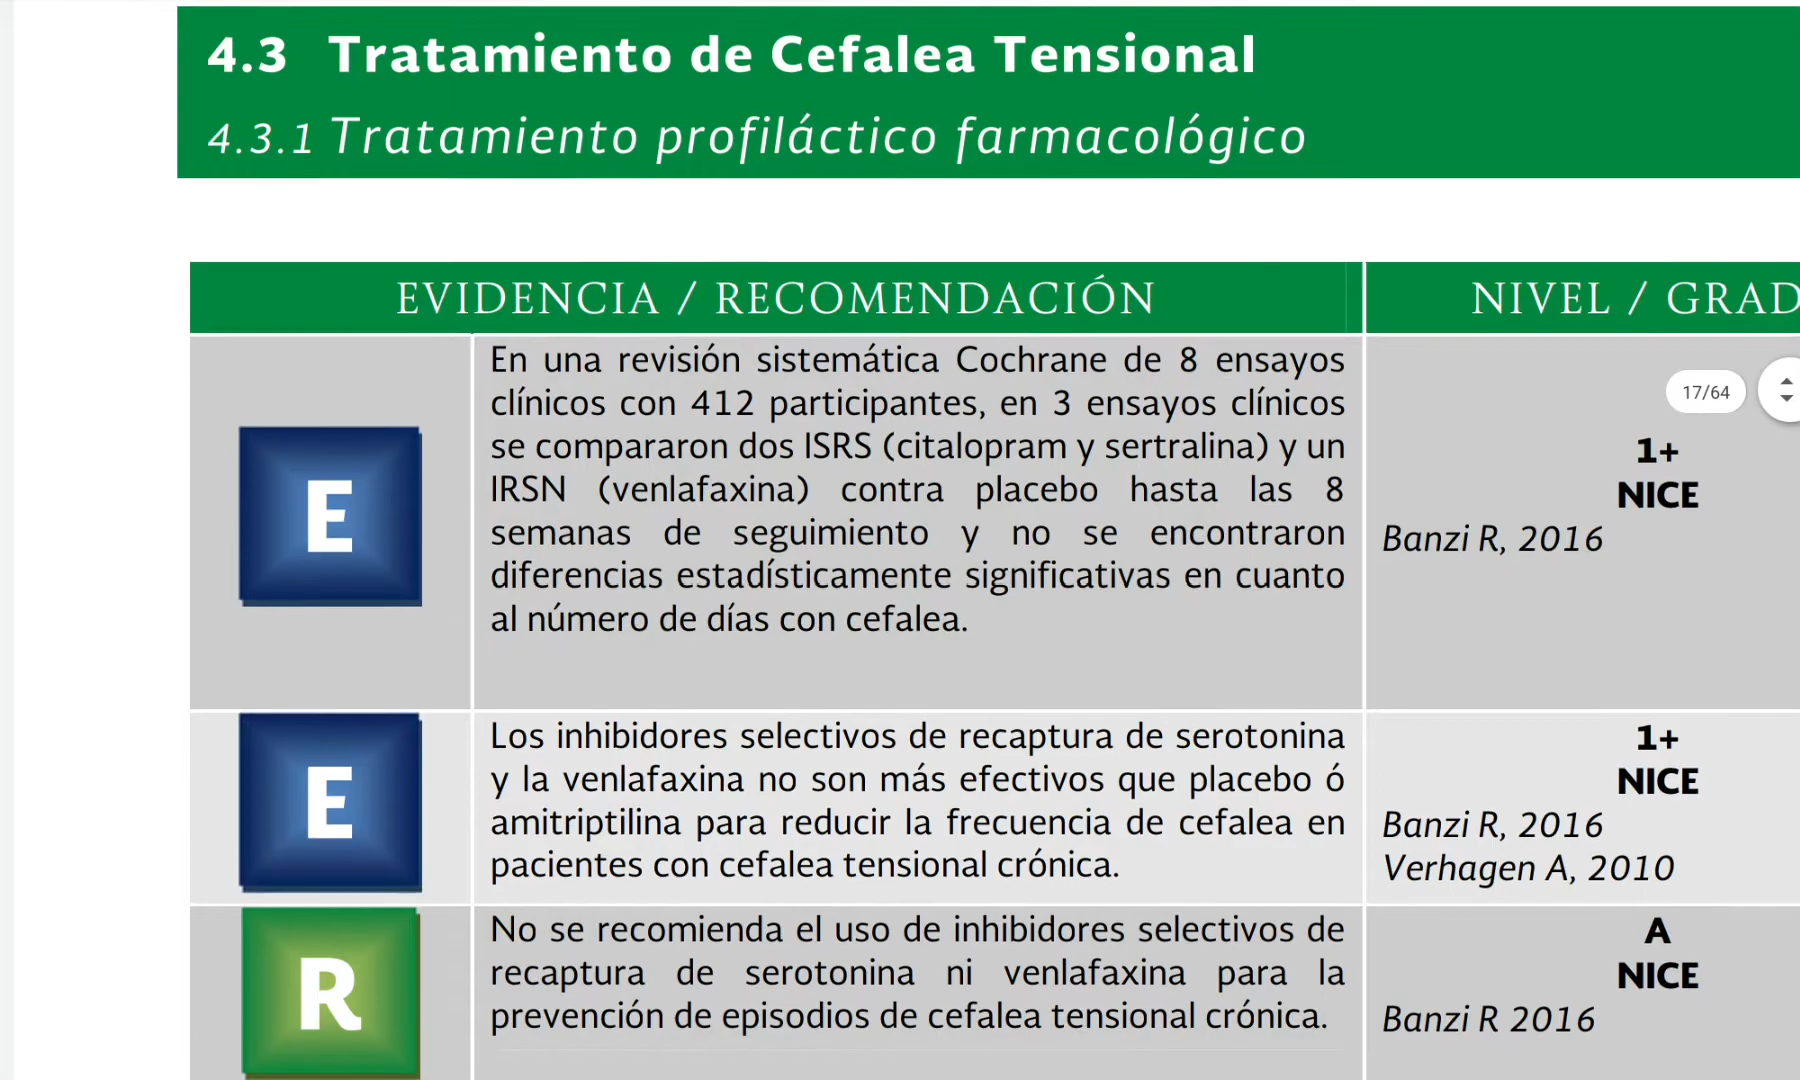 4.3 Tratamiento de Cefalea Tensional
4.3.1 Tratamiento profiláctico farmacológico
EVIDENCIA / RECOMENDACIÓN
NIVEL / GRAD
E
En una revisión sistemática Cochrane de 8 ensayos
clínicos con 412 participantes, en 3 ensayos clínicos
se compararon dos ISRS (citalopram y sertralina) y un
IRSN (venlafaxina) contra placebo hasta las 8
semanas de seguimiento y no se encontraron
diferencias estadísticamente significativas en cuanto
al número de días con cefalea.
17/64
1+
NICE
Banzi R, 2016
E
Los inhibidores selectivos de recaptura de serotonina
y la venlafaxina no son más efectivos que placebo ó
amitriptilina para reducir la frecuencia de cefalea en
pacientes con cefalea tensional crónica.
1+
NICE
Banzi R, 2016
Verhagen A, 2010
R
No se recomienda el uso de inhibidores selectivos de
recaptura de serotonina ni venlafaxina para la
prevención de episodios de cefalea tensional crónica.
A
NICE
Banzi R 2016